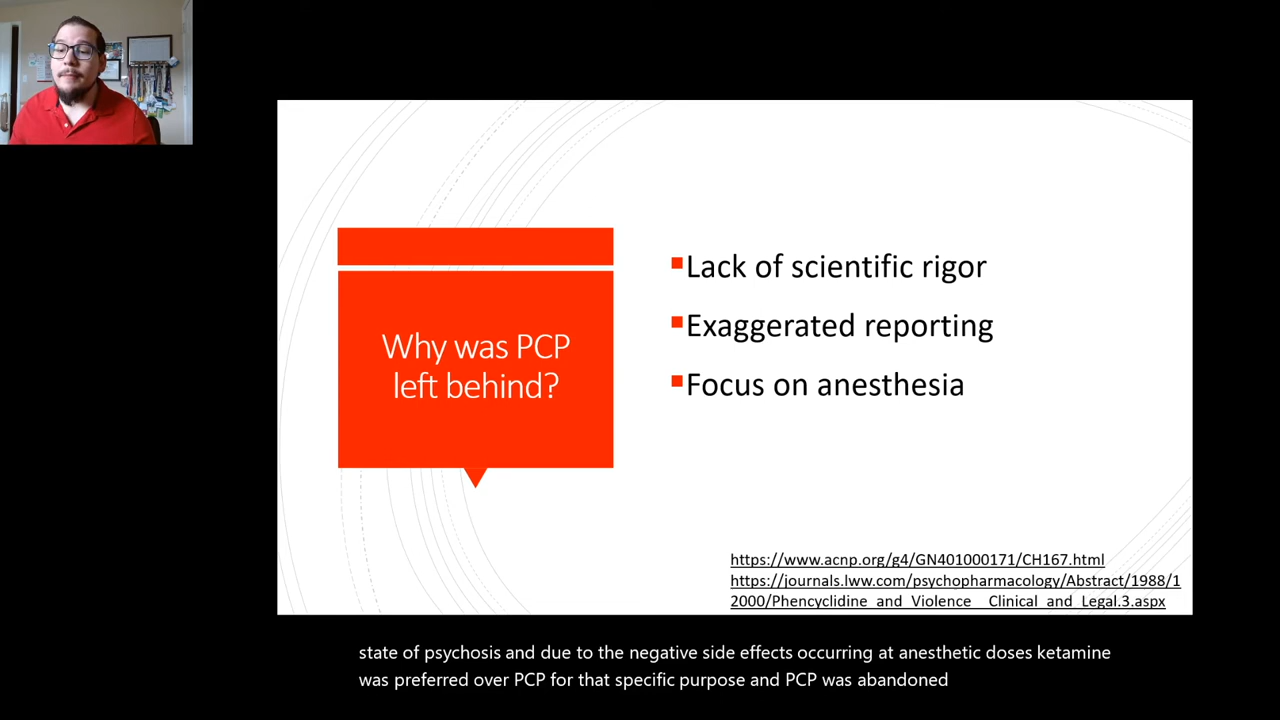 Why was PCP
left behind?
▪Lack of scientific rigor
▪Exaggerated reporting
▪Focus on anesthesia
https://www.acnp.org/g4/GN401000171/CH167.html
https://journals.lww.com/psychopharmacology/Abstract/1988/1
2000/Phencyclidine_and_Violence__Clinical_and_Legal.3.aspx
state of psychosis and due to the negative side effects occurring at anesthetic doses ketamine
was preferred over PCP for that specific purpose and PCP was abandoned